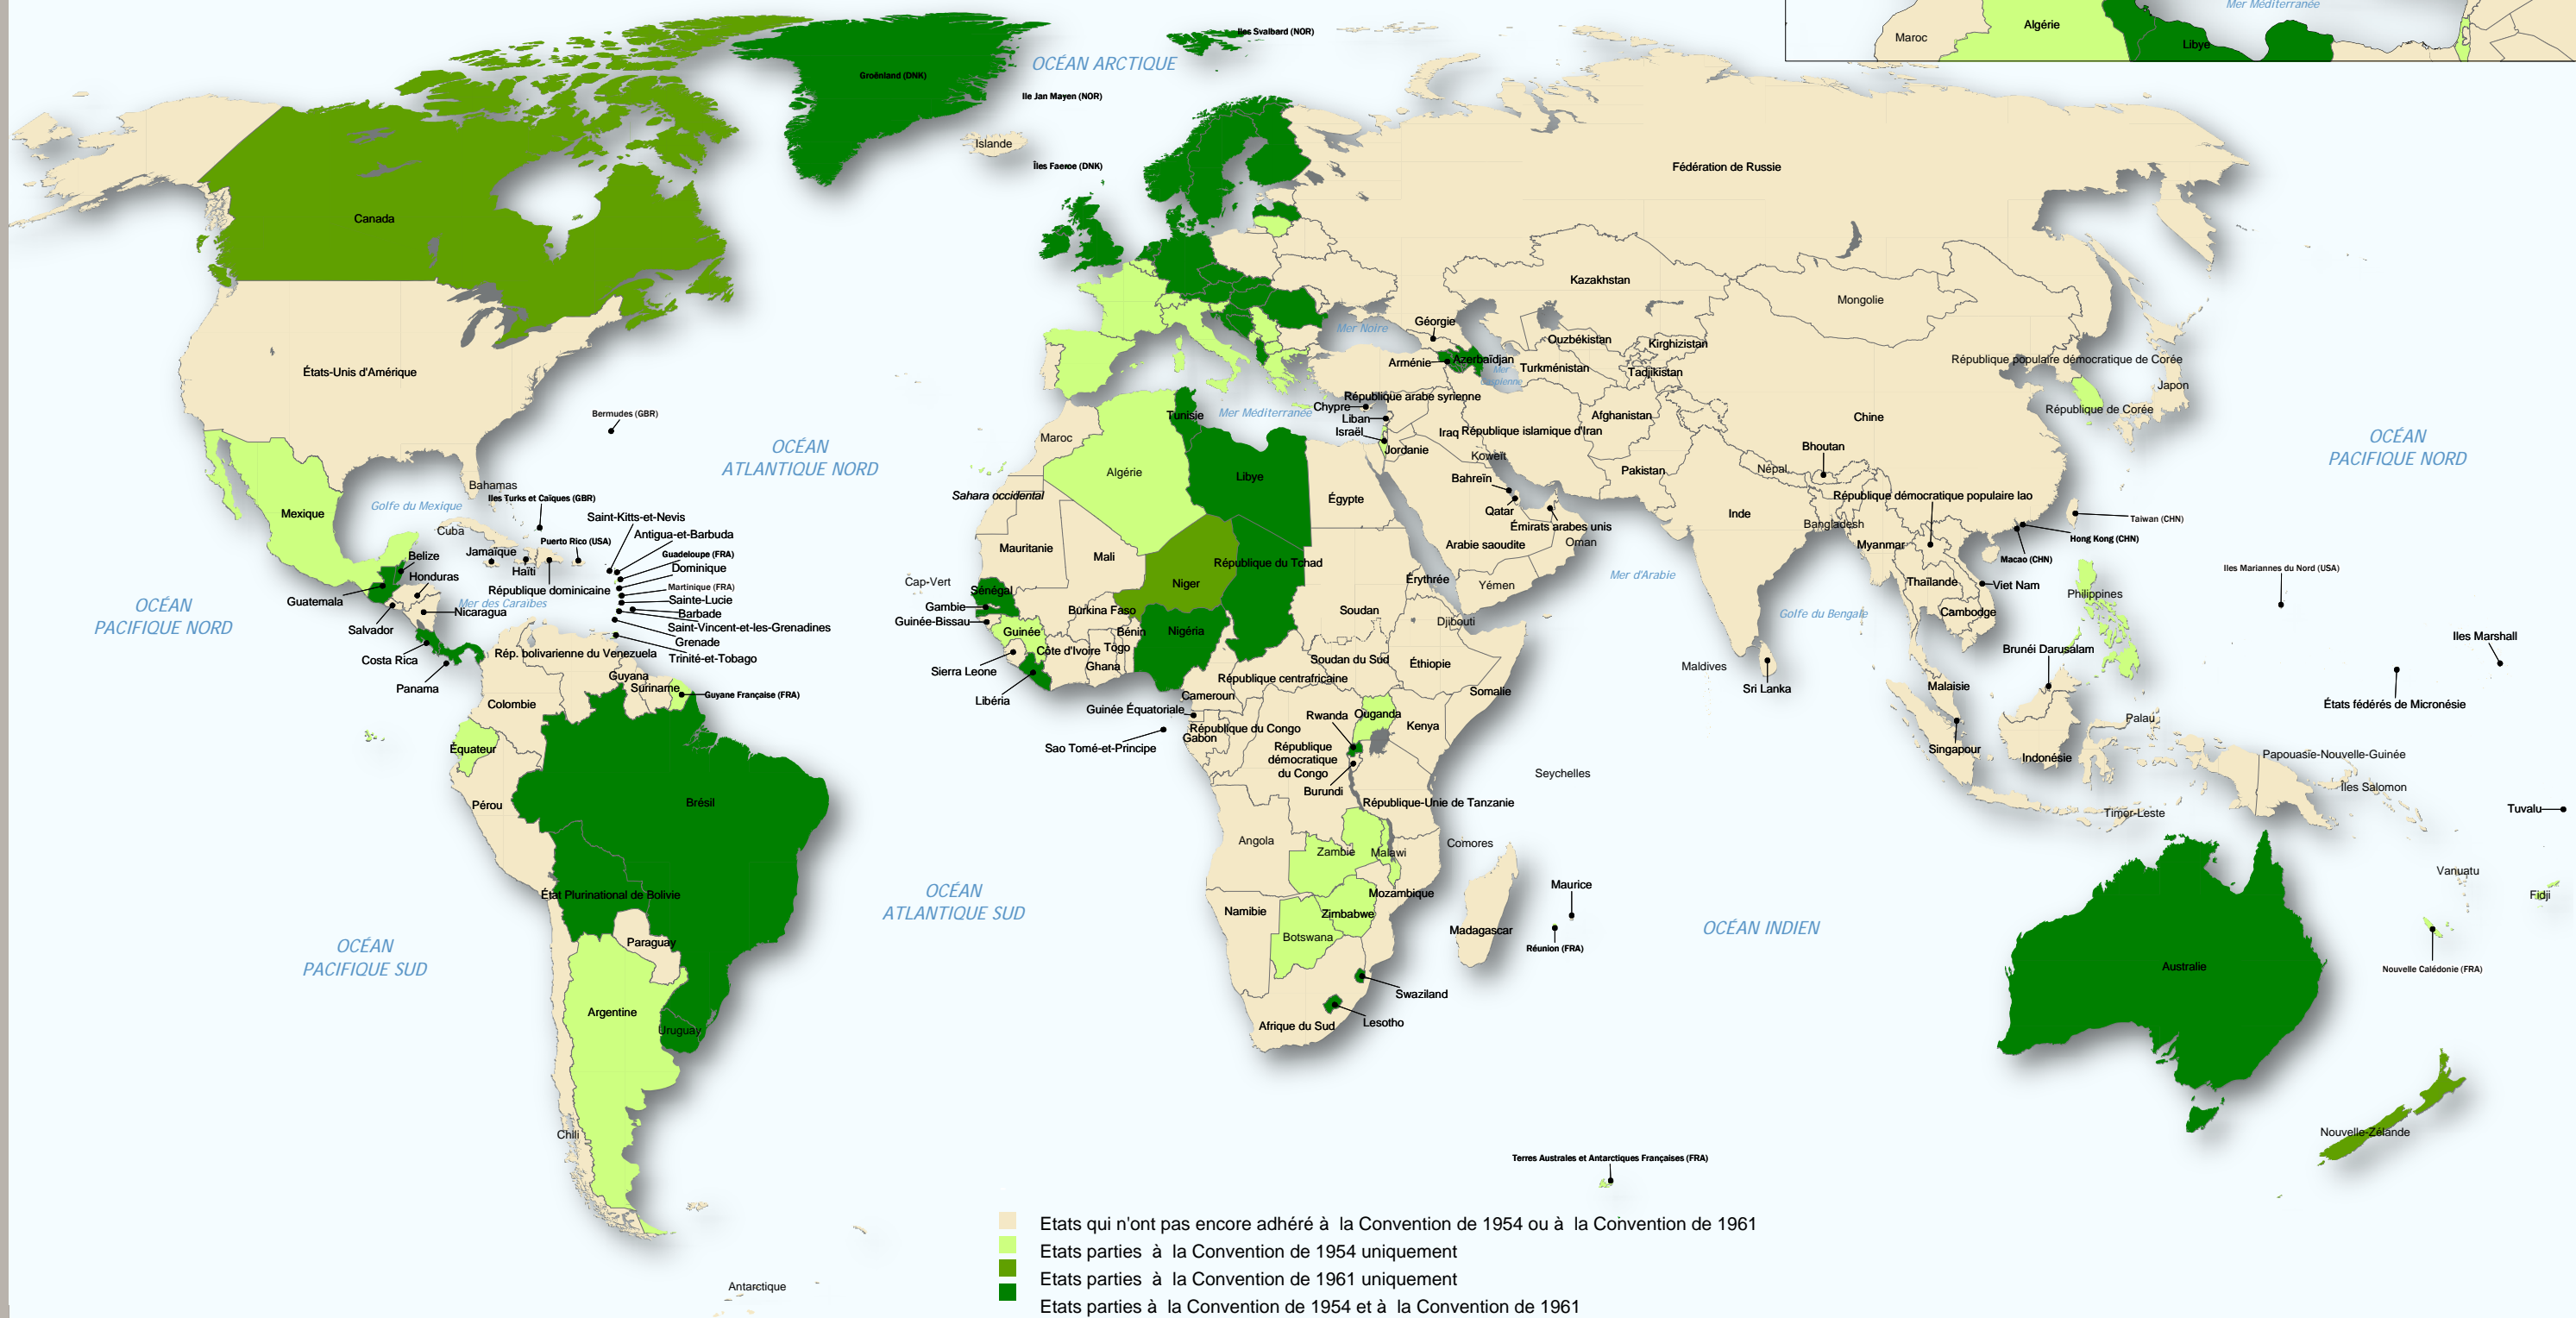 Mer Méditerranée
Algérie
Maroc
Libye
Iles Svalbard (NOR)
OCÉAN ARCTIQUE
Groënland (DNK)
Ile Jan Mayen (NOR)
Islande
Îles Faeroe (DNK)
Fédération de Russie
Canada
Kazakhstan
Mongolie
Mer Noire
Géorgie
Ouzbékistan
Kirghizistan
Arménie
Azerbaïdjan
Mer
Caspienne
Turkménistan
Tadjikistan
République populaire démocratique de Corée
Japon
États-Unis d'Amérique
République arabe syrienne
Chypre
Liban
Israël
Iraq
République islamique d'Iran
Afghanistan
Chine
République de Corée
Bermudes (GBR)
Tunisie
Mer Méditerranée
Maroc
OCÉAN
ATLANTIQUE NORD
Jordanie
Koweït
Bhoutan
OCÉAN
PACIFIQUE NORD
Algérie
Libye
Égypte
Bahreïn
Pakistan
Népal
Bahamas
Iles Turks et Caïques (GBR)
Sahara occidental
Golfe du Mexique
Mexique
Qatar
Émirats arabes unis
République démocratique populaire lao
Inde
Bangladesh
Taiwan (CHN)
Hong Kong (CHN)
Macao (CHN)
Saint-Kitts-et-Nevis
Antigua-et-Barbuda
Cuba
Puerto Rico (USA)
Guadeloupe (FRA)
Jamaïque
Belize
Haïti
Dominique
Honduras
République dominicaine
Martinique (FRA)
Sainte-Lucie
Mer des Caraïbes
Guatemala
Nicaragua
Barbade
Saint-Vincent-et-les-Grenadines
Salvador
Grenade
Costa Rica
Rép. bolivarienne du Venezuela
Trinité-et-Tobago
Panama
Mauritanie
Mali
Niger
République du Tchad
Arabie saoudite
Oman
Myanmar
Cap-Vert
Sénégal
Érythrée
Yémen
Mer d'Arabie
Thaïlande
Viet Nam
Philippines
Iles Mariannes du Nord (USA)
OCÉAN
PACIFIQUE NORD
Gambie
Guinée-Bissau
Burkina Faso
Soudan
Djibouti
Golfe du Bengale
Cambodge
Guinée
Bénin
Nigéria
Togo
Côte d'Ivoire
Ghana
Sierra Leone
Libéria
Soudan du Sud
Éthiopie
République centrafricaine
Maldives
Sri Lanka
Brunéi Darusalam
Iles Marshall
Guyana
Suriname
Guyane Française (FRA)
Colombie
Cameroun
Somalie
Malaisie
États fédérés de Micronésie
Guinée Équatoriale
Rwanda
Ouganda
Kenya
Palau
République du Congo
Gabon
Sao Tomé-et-Principe
République
démocratique
du Congo
Singapour
Indonésie
Papouasie-Nouvelle-Guinée
Équateur
Seychelles
Îles Salomon
Burundi
République-Unie de Tanzanie
Pérou
Brésil
Timor-Leste
Tuvalu
Angola
Zambie
Malawi
Comores
Vanuatu
Fidji
État Plurinational de Bolivie
OCÉAN
ATLANTIQUE SUD
Mozambique
Maurice
Namibie
Zimbabwe
Botswana
Madagascar
OCÉAN INDIEN
OCÉAN
PACIFIQUE SUD
Paraguay
Réunion (FRA)
Australie
Nouvelle Calédonie (FRA)
Swaziland
Argentine
Uruguay
Afrique du Sud
Lesotho
Chili
Nouvelle-Zélande
Terres Australes et Antarctiques Françaises (FRA)
Etats qui n'ont pas encore adhéré à la Convention de 1954 ou à la Convention de 1961
Etats parties à la Convention de 1954 uniquement
Etats parties à la Convention de 1961 uniquement
Etats parties à la Convention de 1954 et à la Convention de 1961
Antarctique